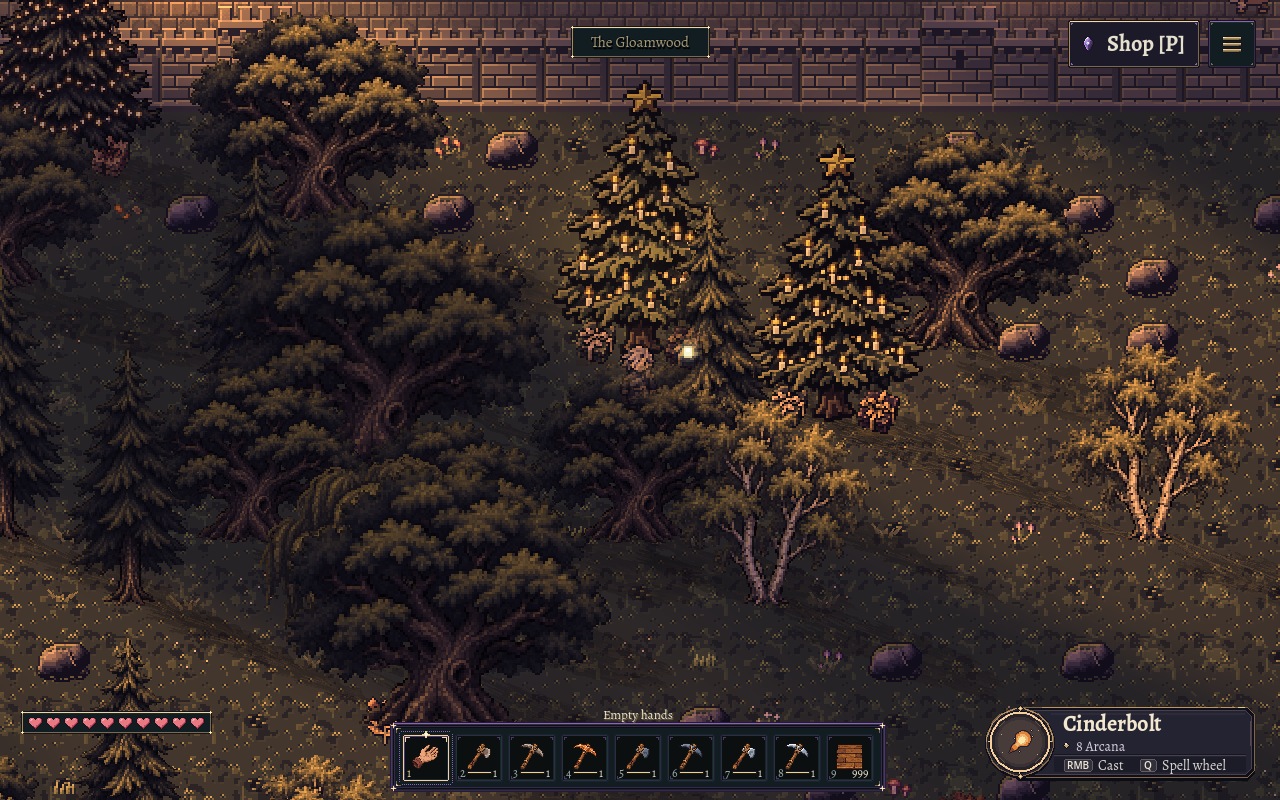 The Gloamwood
Shop [P]
Empty hands
1
2 1
3 1
4 1
5 1
6 1
7 1
8 1
9 999
Cinderbolt
8 Arcana
RMB Cast Q Spell wheel